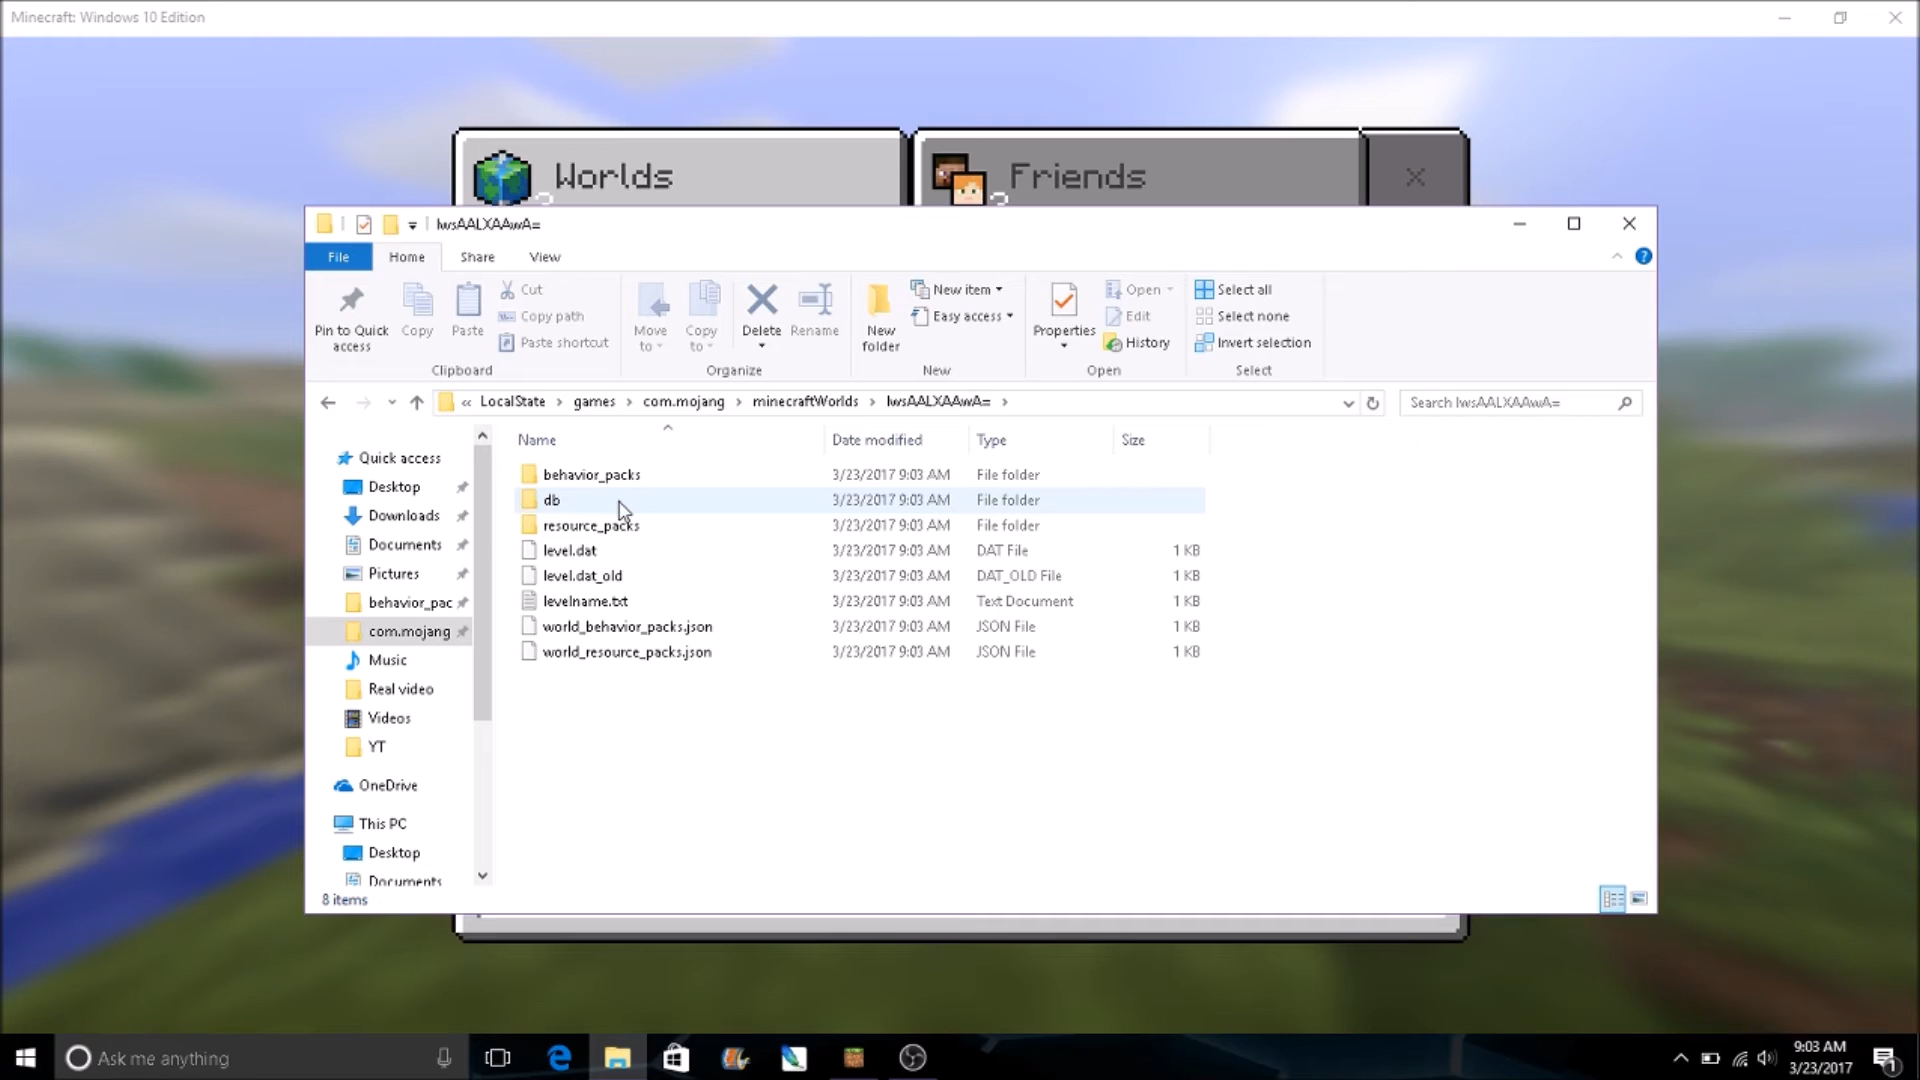 Minecraft: Windows 10 Edition
Worlds
Friends
lwsAALXAAwA=
File Home Share View
Pin to Quick access
Copy
Paste
Cut
Copy path
Paste shortcut
Clipboard
Move to
Copy to
Delete
Rename
Organize
New folder
New item
Easy access
New
Properties
Open
Edit
History
Open
Select all
Select none
Invert selection
Select
« LocalState > games > com.mojang > minecraftWorlds > lwsAALXAAwA= >
Search lwsAALXAAwA=
Name Date modified Type Size
behavior_packs 3/23/2017 9:03 AM File folder
db 3/23/2017 9:03 AM File folder
resource_packs 3/23/2017 9:03 AM File folder
level.dat 3/23/2017 9:03 AM DAT File 1 KB
level.dat_old 3/23/2017 9:03 AM DAT_OLD File 1 KB
levelname.txt 3/23/2017 9:03 AM Text Document 1 KB
world_behavior_packs.json 3/23/2017 9:03 AM JSON File 1 KB
world_resource_packs.json 3/23/2017 9:03 AM JSON File 1 KB
Quick access
Desktop
Downloads
Documents
Pictures
behavior_pac
com.mojang
Music
Real video
Videos
YT
OneDrive
This PC
Desktop
Documents
8 items
Ask me anything
9:03 AM
3/23/2017
1